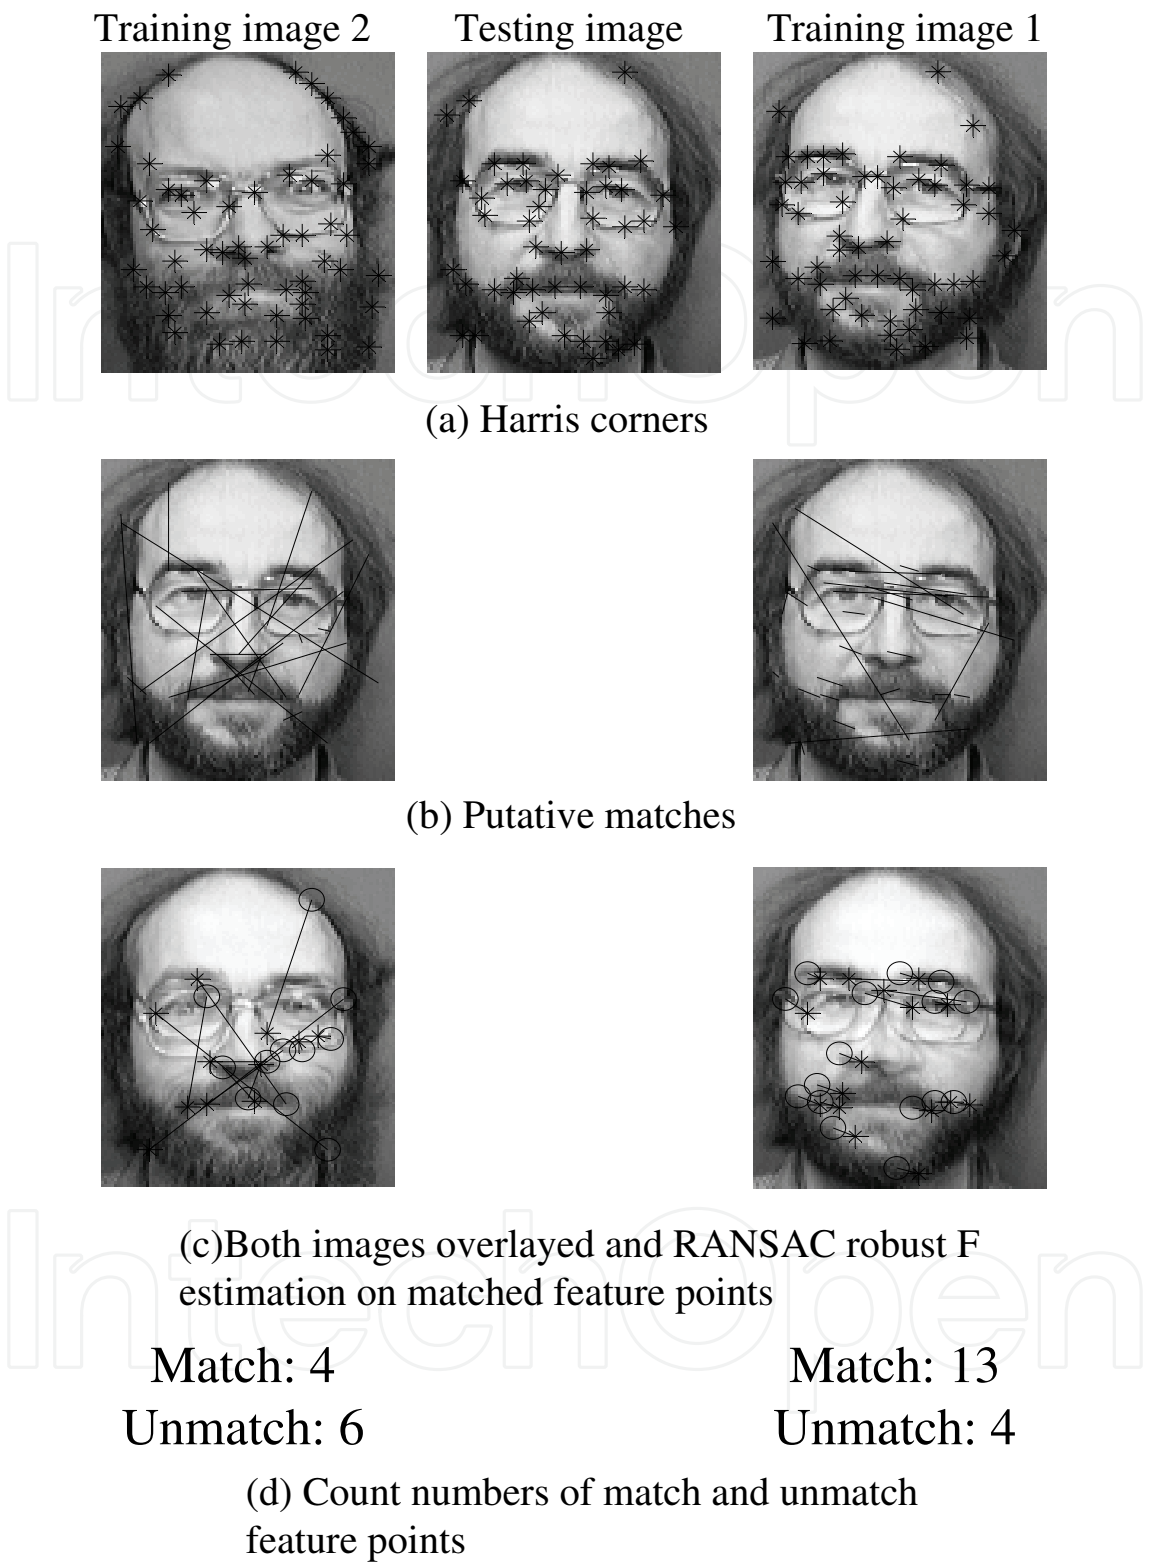 Training image 2
Testing image
Training image 1
IntechOpen
(a) Harris corners
(b) Putative matches
(c)Both images overlayed and RANSAC robust F
estimation on matched feature points
IntechOpen
Match: 4
Match: 13
Unmatch: 6
Unmatch: 4
(d) Count numbers of match and unmatch
feature points